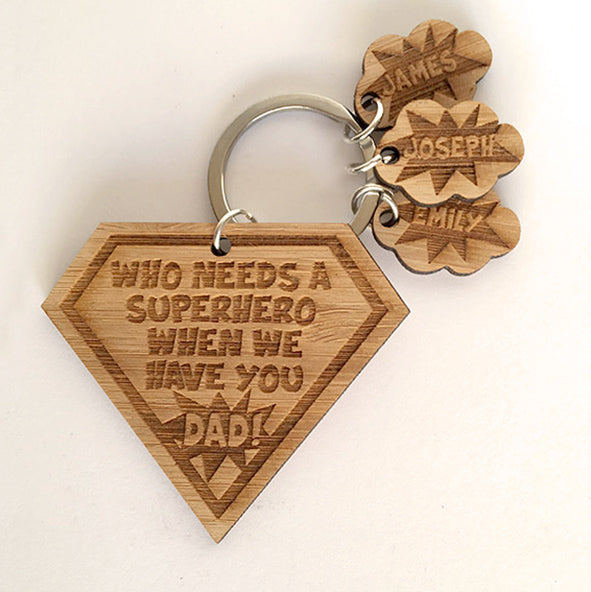 JAMES
JOSEPH
EMILY
WHO NEEDS A
SUPERHERO
WHEN WE
HAVE YOU
DAD!